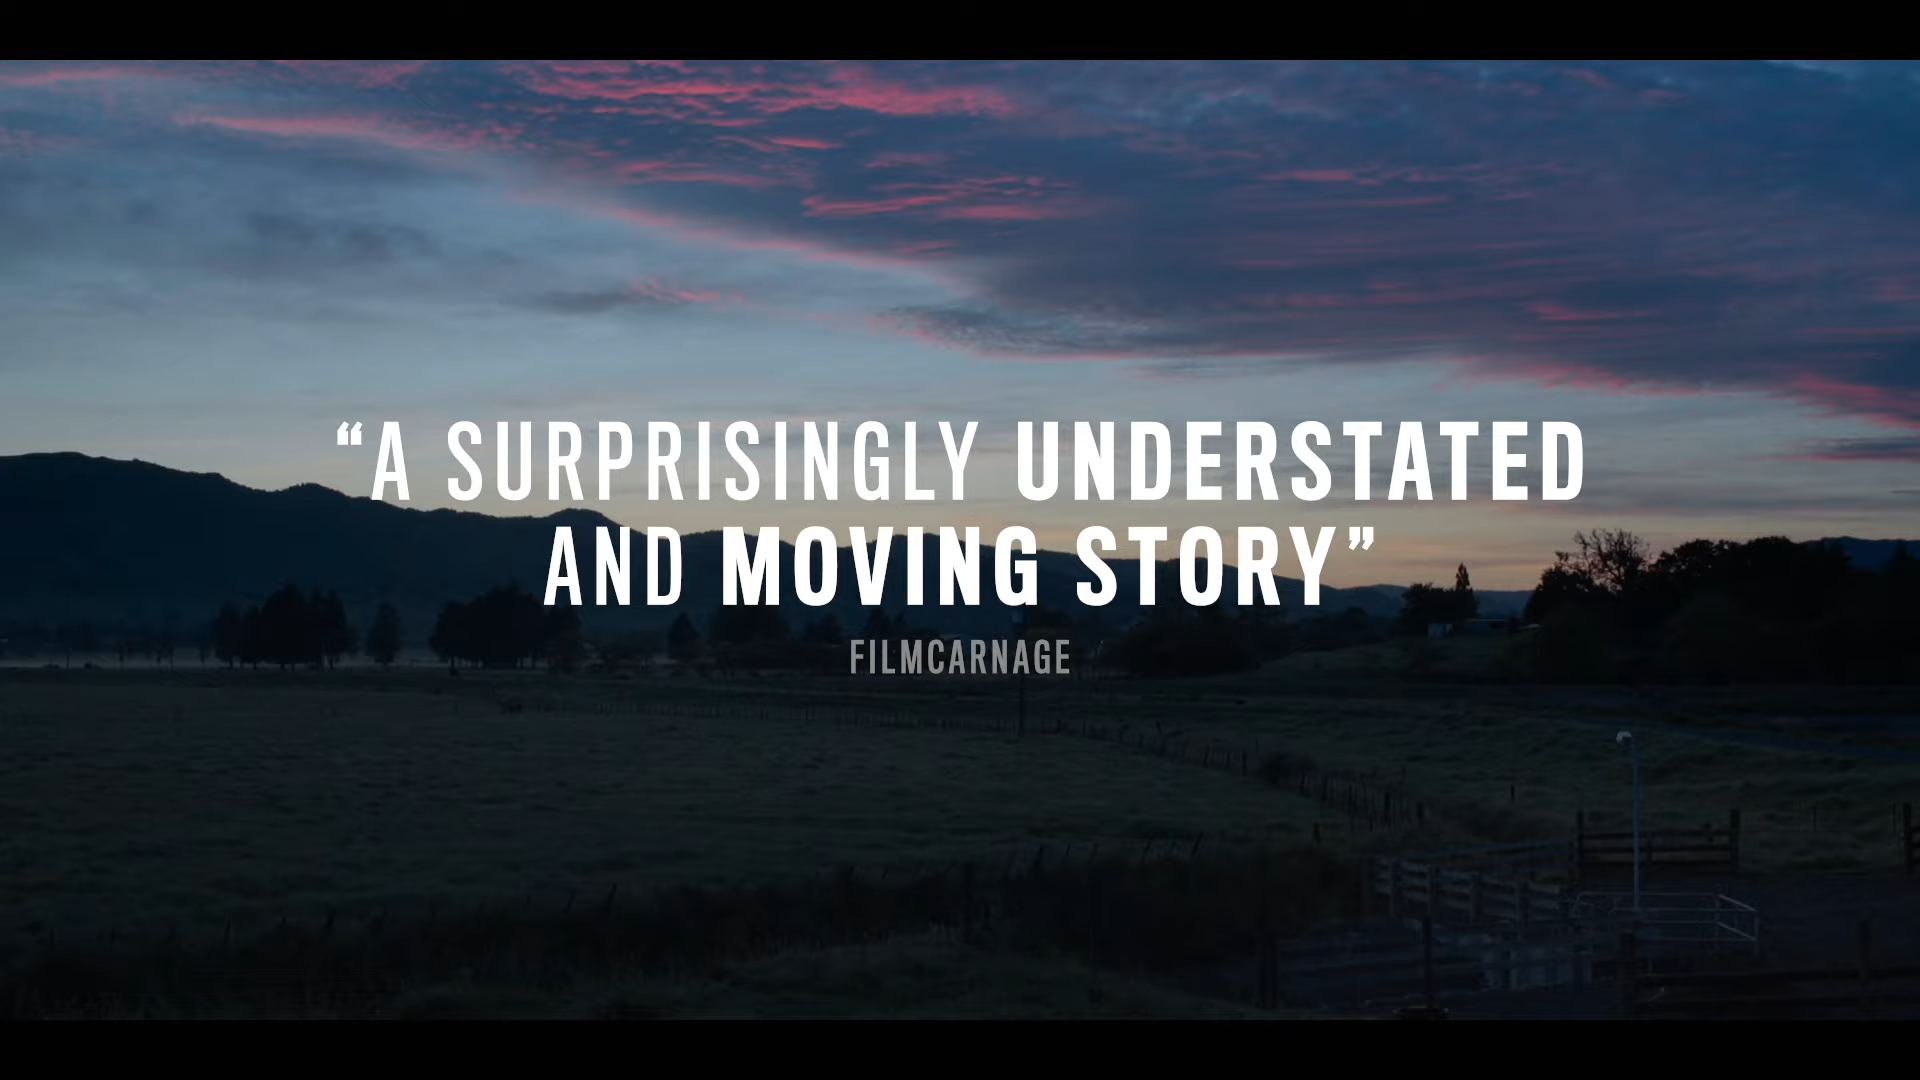 “A SURPRISINGLY UNDERSTATED
AND MOVING STORY”
FILMCARNAGE